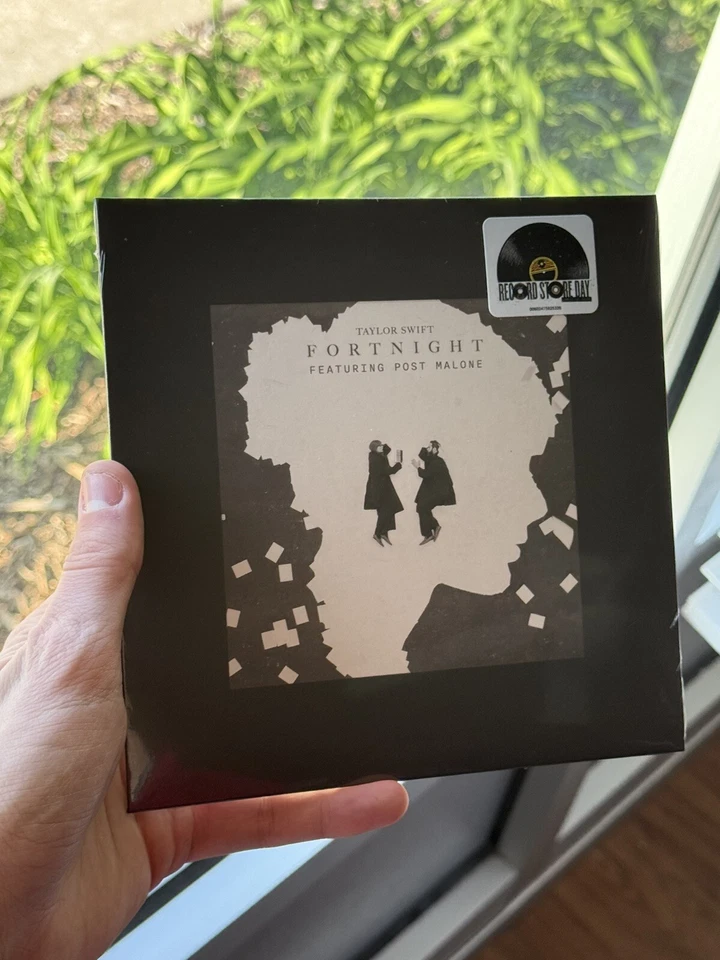 RECORD STORE DAY
TAYLOR SWIFT
FORTNIGHT
FEATURING POST MALONE